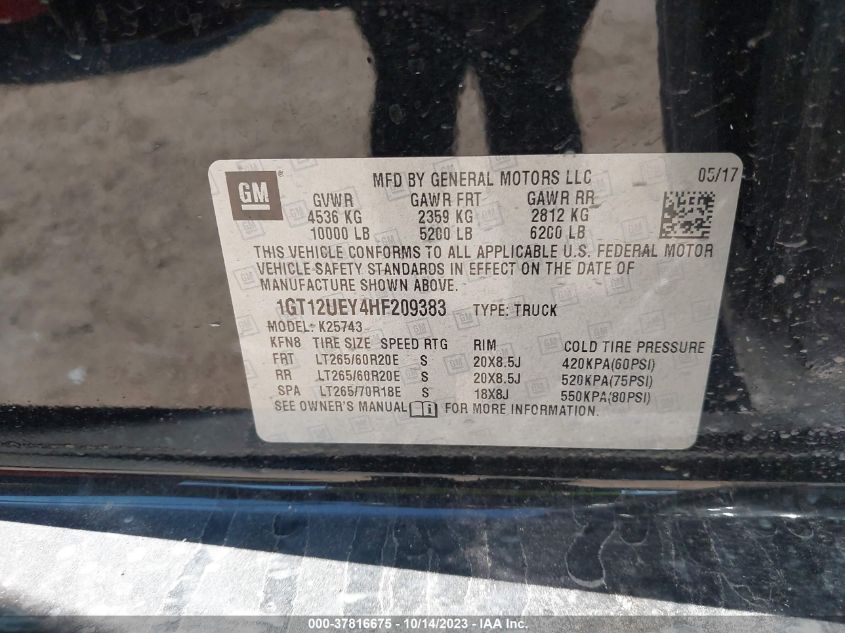 GM
MFD BY GENERAL MOTORS LLC 05/17
GVWR GAWR FRT GAWR RR
4536 KG 2359 KG 2812 KG
10000 LB 5200 LB 6200 LB
THIS VEHICLE CONFORMS TO ALL APPLICABLE U.S. FEDERAL MOTOR
VEHICLE SAFETY STANDARDS IN EFFECT ON THE DATE OF
MANUFACTURE SHOWN ABOVE.
1GT12UEY4HF209383 TYPE: TRUCK
MODEL: K25743
KFN8 TIRE SIZE SPEED RTG RIM COLD TIRE PRESSURE
FRT LT265/60R20E S 20X8.5J 420KPA(60PSI)
RR LT265/60R20E S 20X8.5J 520KPA(75PSI)
SPA LT265/70R18E S 18X8J 550KPA(80PSI)
SEE OWNER'S MANUAL FOR MORE INFORMATION.
000-37816675 - 10/14/2023 - IAA Inc.